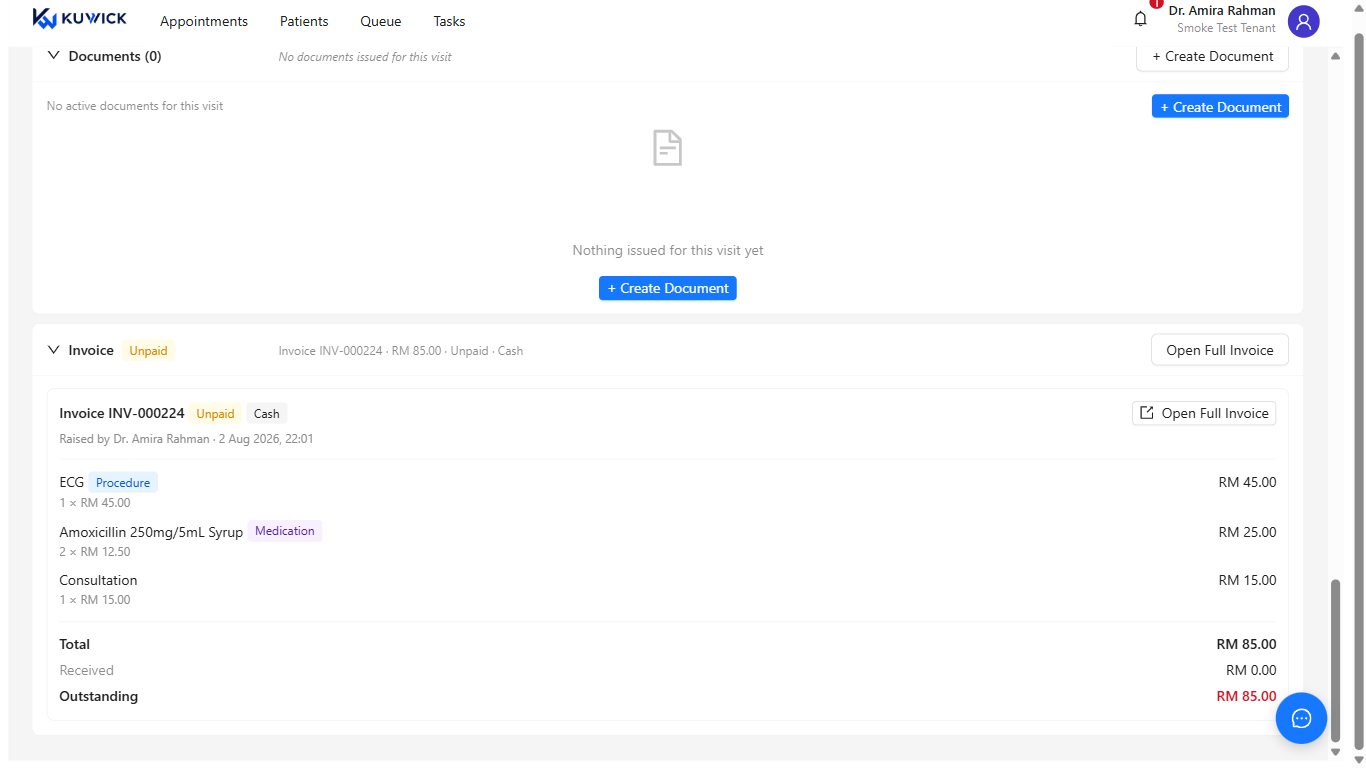 KUWICK
Appointments
Patients
Queue
Tasks
1
Dr. Amira Rahman
Smoke Test Tenant
Documents (0)
No documents issued for this visit
+ Create Document
No active documents for this visit
+ Create Document
Nothing issued for this visit yet
+ Create Document
Invoice Unpaid
Invoice INV-000224 · RM 85.00 · Unpaid · Cash
Open Full Invoice
Invoice INV-000224 Unpaid Cash
Open Full Invoice
Raised by Dr. Amira Rahman · 2 Aug 2026, 22:01
ECG Procedure RM 45.00
1 × RM 45.00
Amoxicillin 250mg/5mL Syrup Medication RM 25.00
2 × RM 12.50
Consultation RM 15.00
1 × RM 15.00
Total RM 85.00
Received RM 0.00
Outstanding RM 85.00